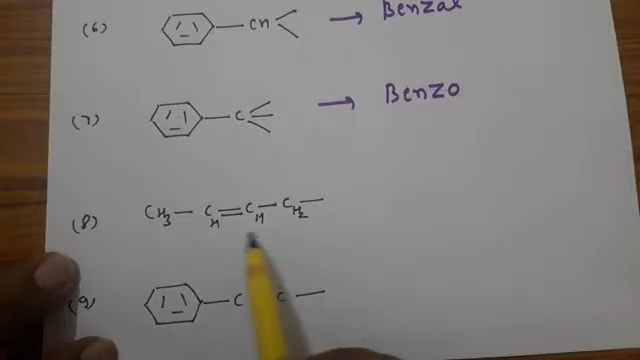 (6) CH → Benzal
(7) C → Benzo
(8) CH3 — CH = CH — CH2 —
(9) C C —